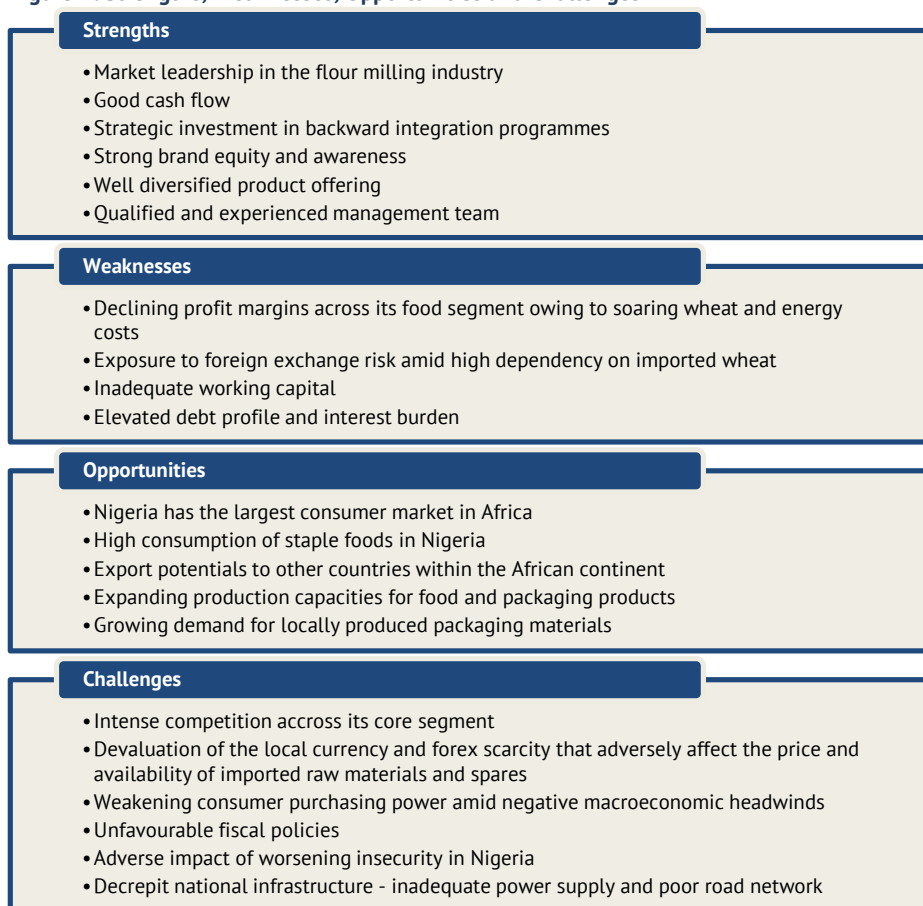 Strengths
• Market leadership in the flour milling industry
• Good cash flow
• Strategic investment in backward integration programmes
• Strong brand equity and awareness
• Well diversified product offering
• Qualified and experienced management team
Weaknesses
• Declining profit margins across its food segment owing to soaring wheat and energy
costs
• Exposure to foreign exchange risk amid high dependency on imported wheat
• Inadequate working capital
• Elevated debt profile and interest burden
Opportunities
• Nigeria has the largest consumer market in Africa
• High consumption of staple foods in Nigeria
• Export potentials to other countries within the African continent
• Expanding production capacities for food and packaging products
• Growing demand for locally produced packaging materials
Challenges
• Intense competition accross its core segment
• Devaluation of the local currency and forex scarcity that adversely affect the price and
availability of imported raw materials and spares
• Weakening consumer purchasing power amid negative macroeconomic headwinds
• Unfavourable fiscal policies
• Adverse impact of worsening insecurity in Nigeria
• Decrepit national infrastructure - inadequate power supply and poor road network